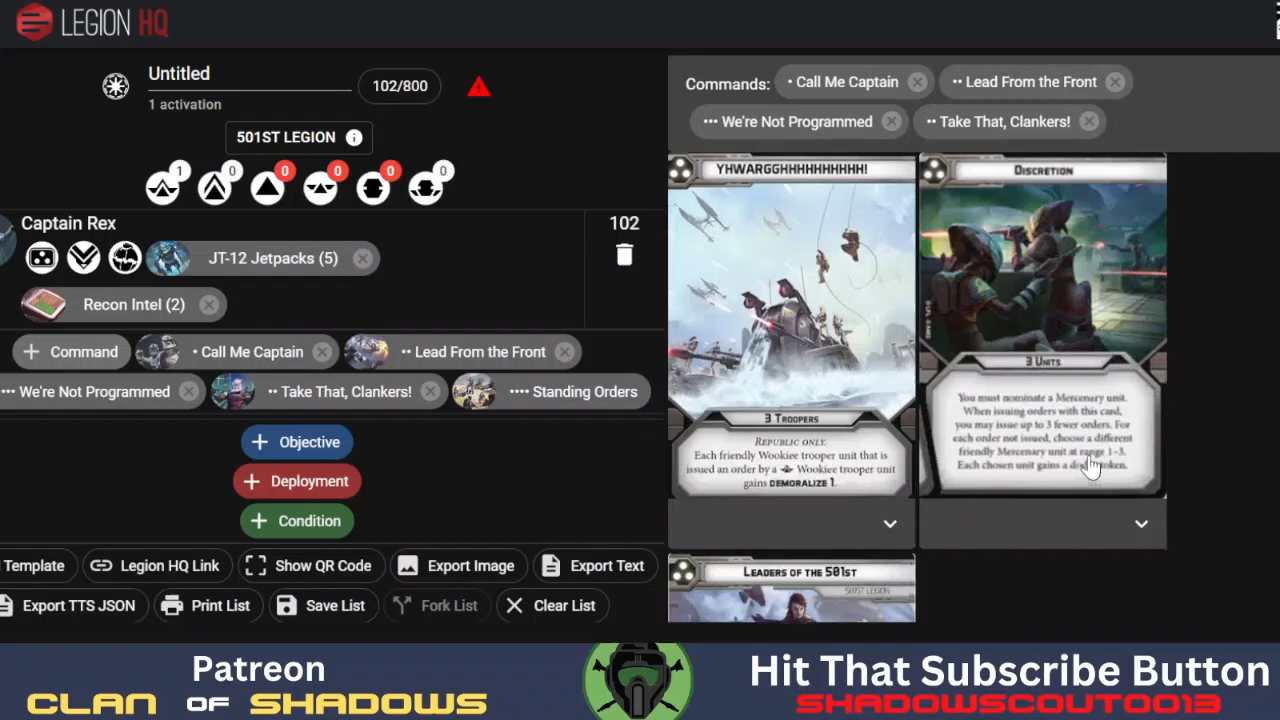 LEGION HQ
Untitled
102/800
1 activation
501ST LEGION
1 0 0 0 0 0
Captain Rex
102
JT-12 Jetpacks (5)
Recon Intel (2)
Command
• Call Me Captain
•• Lead From the Front
••• We're Not Programmed
•• Take That, Clankers!
•••• Standing Orders
Objective
Deployment
Condition
Template
Legion HQ Link
Show QR Code
Export Image
Export Text
Export TTS JSON
Print List
Save List
Fork List
Clear List
Commands:
• Call Me Captain
•• Lead From the Front
••• We're Not Programmed
•• Take That, Clankers!
YHWARGGHHHHHHHHHH!
3 TROOPERS
REPUBLIC ONLY.
Each friendly Wookiee trooper unit that is
issued an order by a Wookiee trooper unit
gains DEMORALIZE 1.
DISCRETION
3 UNITS
You must nominate a Mercenary unit.
When issuing orders with this card,
you may issue up to 3 fewer orders. For
each order not issued, choose a different
friendly Mercenary unit at range 1-3.
Each chosen unit gains a token.
LEADERS OF THE 501ST
501ST LEGION
Patreon
CLAN OF SHADOWS
Hit That Subscribe Button
SHADOWSCOUT0013